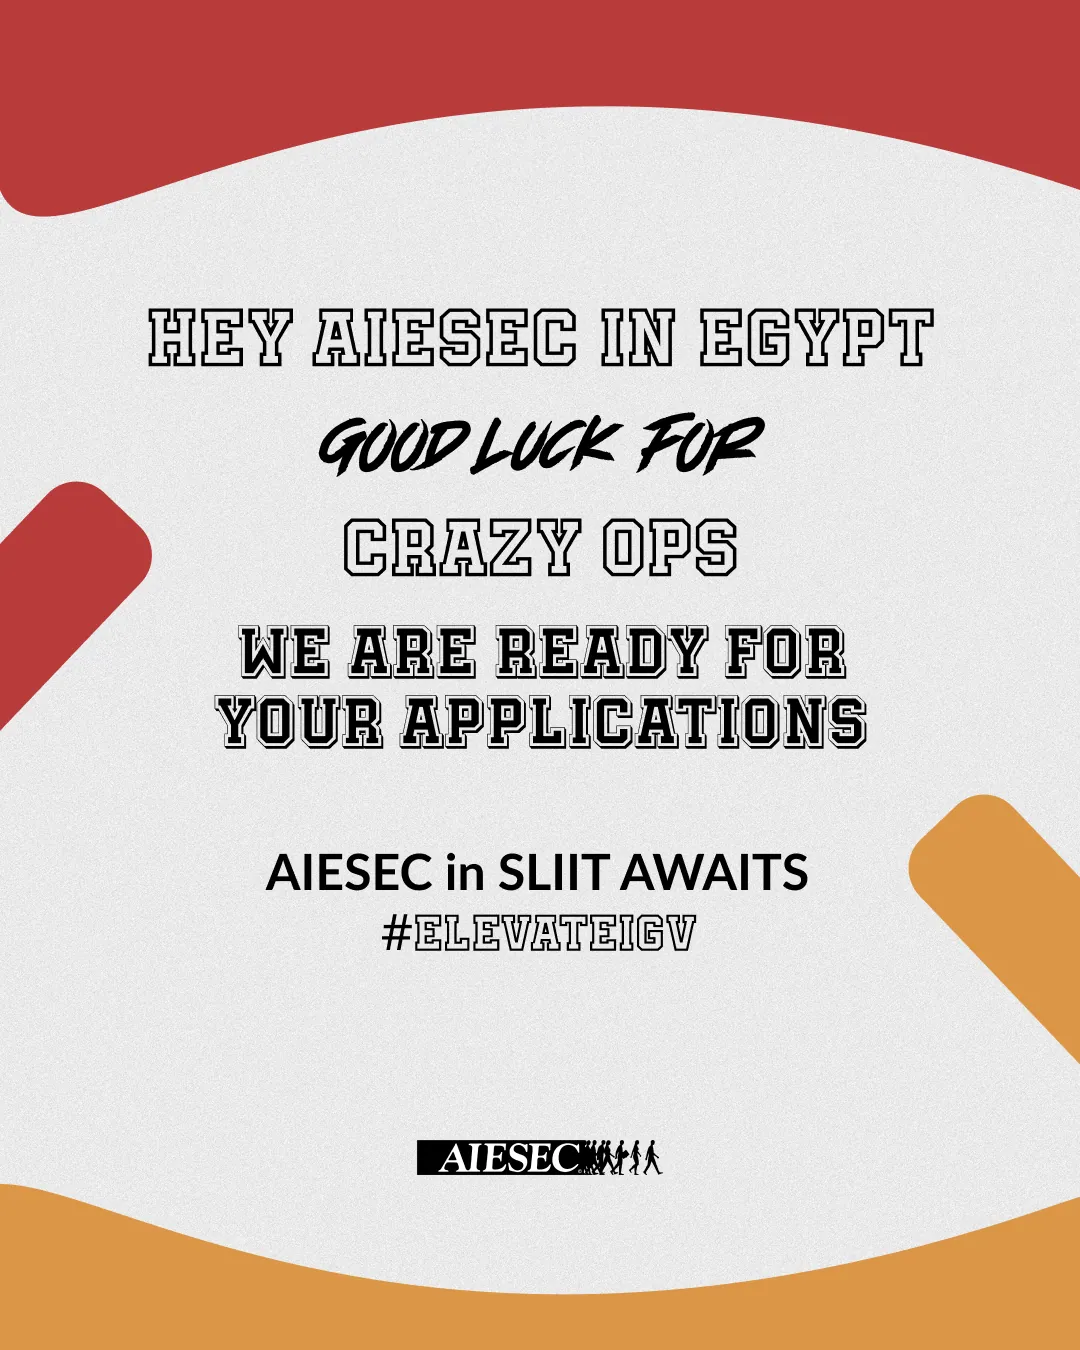 HEY AIESEC IN EGYPT
GOOD LUCK FOR
CRAZY OPS
WE ARE READY FOR
YOUR APPLICATIONS
AIESEC in SLIIT AWAITS
#ELEVATEIGV
AIESEC